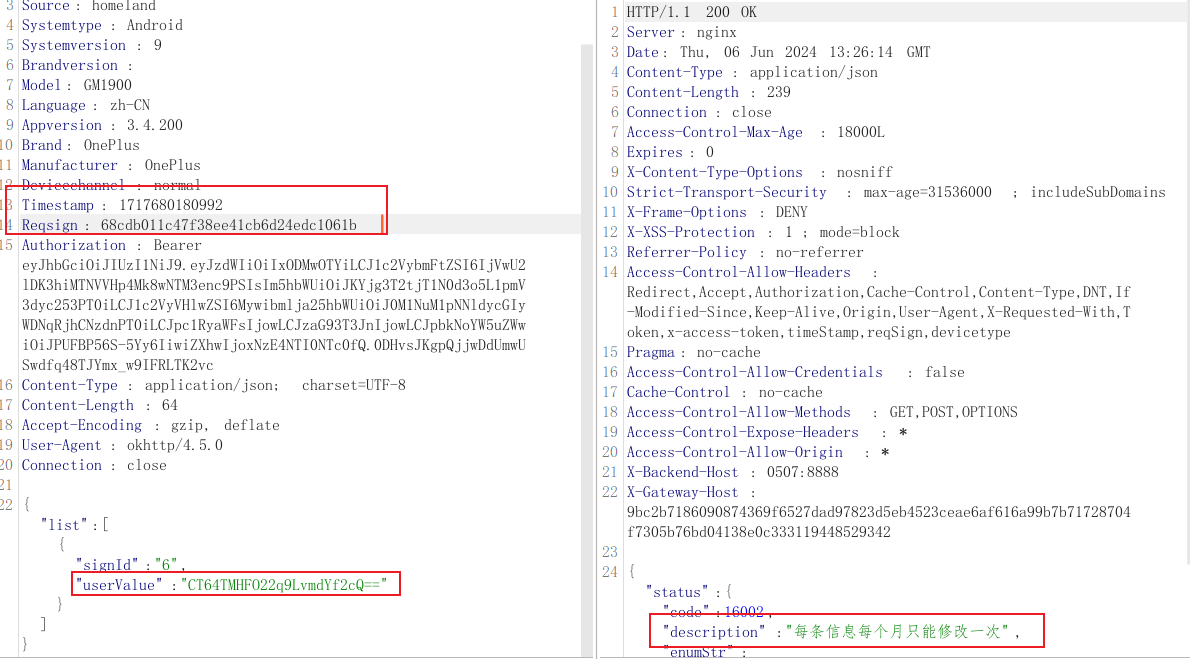 3 Source : homeland
4 Systemtype : Android
5 Systemversion : 9
6 Brandversion :
7 Model : GM1900
8 Language : zh-CN
9 Appversion : 3.4.200
10 Brand : OnePlus
11 Manufacturer : OnePlus
12 Devicechannel : normal
13 Timestamp : 1717680180992
14 Reqsign : 68cdb011c47f38ee41cb6d24edc1061b
15 Authorization : Bearer
eyJhbGciOiJIUzI1NiJ9.eyJzdWIiOiIxODMwOTYiLCJ1c2VybmFtZSI6IjVwU2
lDK3hiMTNVVHp4Mk8wNTM3enc9PSIsIm5hbWUiOiJKYjg3T2tjT1N0d3o5L1pmV
3dyc253PT0iLCJ1c2VyVHlwZSI6Mywibmlja25hbWUiOiJOM1NuM1pNNldycGIy
WDNqRjhCNzdnPT0iLCJpc1RyaWFsIjowLCJzaG93T3JnIjowLCJpbkNoYW5uZWw
iOiJPUFBP56S-5Yy6IiwiZXhwIjoxNzE4NTI0NTc0fQ.0DHvsJKgpQjjwDdUmwU
Swdfq48TJYmx_w9IFRLTK2vc
16 Content-Type : application/json; charset=UTF-8
17 Content-Length : 64
18 Accept-Encoding : gzip, deflate
19 User-Agent : okhttp/4.5.0
20 Connection : close
21
22 {
"list" :[
{
"signId" :"6",
"userValue" :"CT64TMHFO22q9LvmdYf2cQ=="
}
]
}
1 HTTP/1.1 200 OK
2 Server : nginx
3 Date : Thu, 06 Jun 2024 13:26:14 GMT
4 Content-Type : application/json
5 Content-Length : 239
6 Connection : close
7 Access-Control-Max-Age : 18000L
8 Expires : 0
9 X-Content-Type-Options : nosniff
10 Strict-Transport-Security : max-age=31536000 ; includeSubDomains
11 X-Frame-Options : DENY
12 X-XSS-Protection : 1 ; mode=block
13 Referrer-Policy : no-referrer
14 Access-Control-Allow-Headers :
Redirect,Accept,Authorization,Cache-Control,Content-Type,DNT,If
-Modified-Since,Keep-Alive,Origin,User-Agent,X-Requested-With,T
oken,x-access-token,timeStamp,reqSign,devicetype
15 Pragma : no-cache
16 Access-Control-Allow-Credentials : false
17 Cache-Control : no-cache
18 Access-Control-Allow-Methods : GET,POST,OPTIONS
19 Access-Control-Expose-Headers : *
20 Access-Control-Allow-Origin : *
21 X-Backend-Host : 0507:8888
22 X-Gateway-Host :
9bc2b7186090874369f6527dad97823d5eb4523ceae6af616a99b7b71728704
f7305b76bd04138e0c333119448529342
23
24 {
"status" :{
"code" :16002,
"description" :"每条信息每个月只能修改一次" ,
"enumStr" :